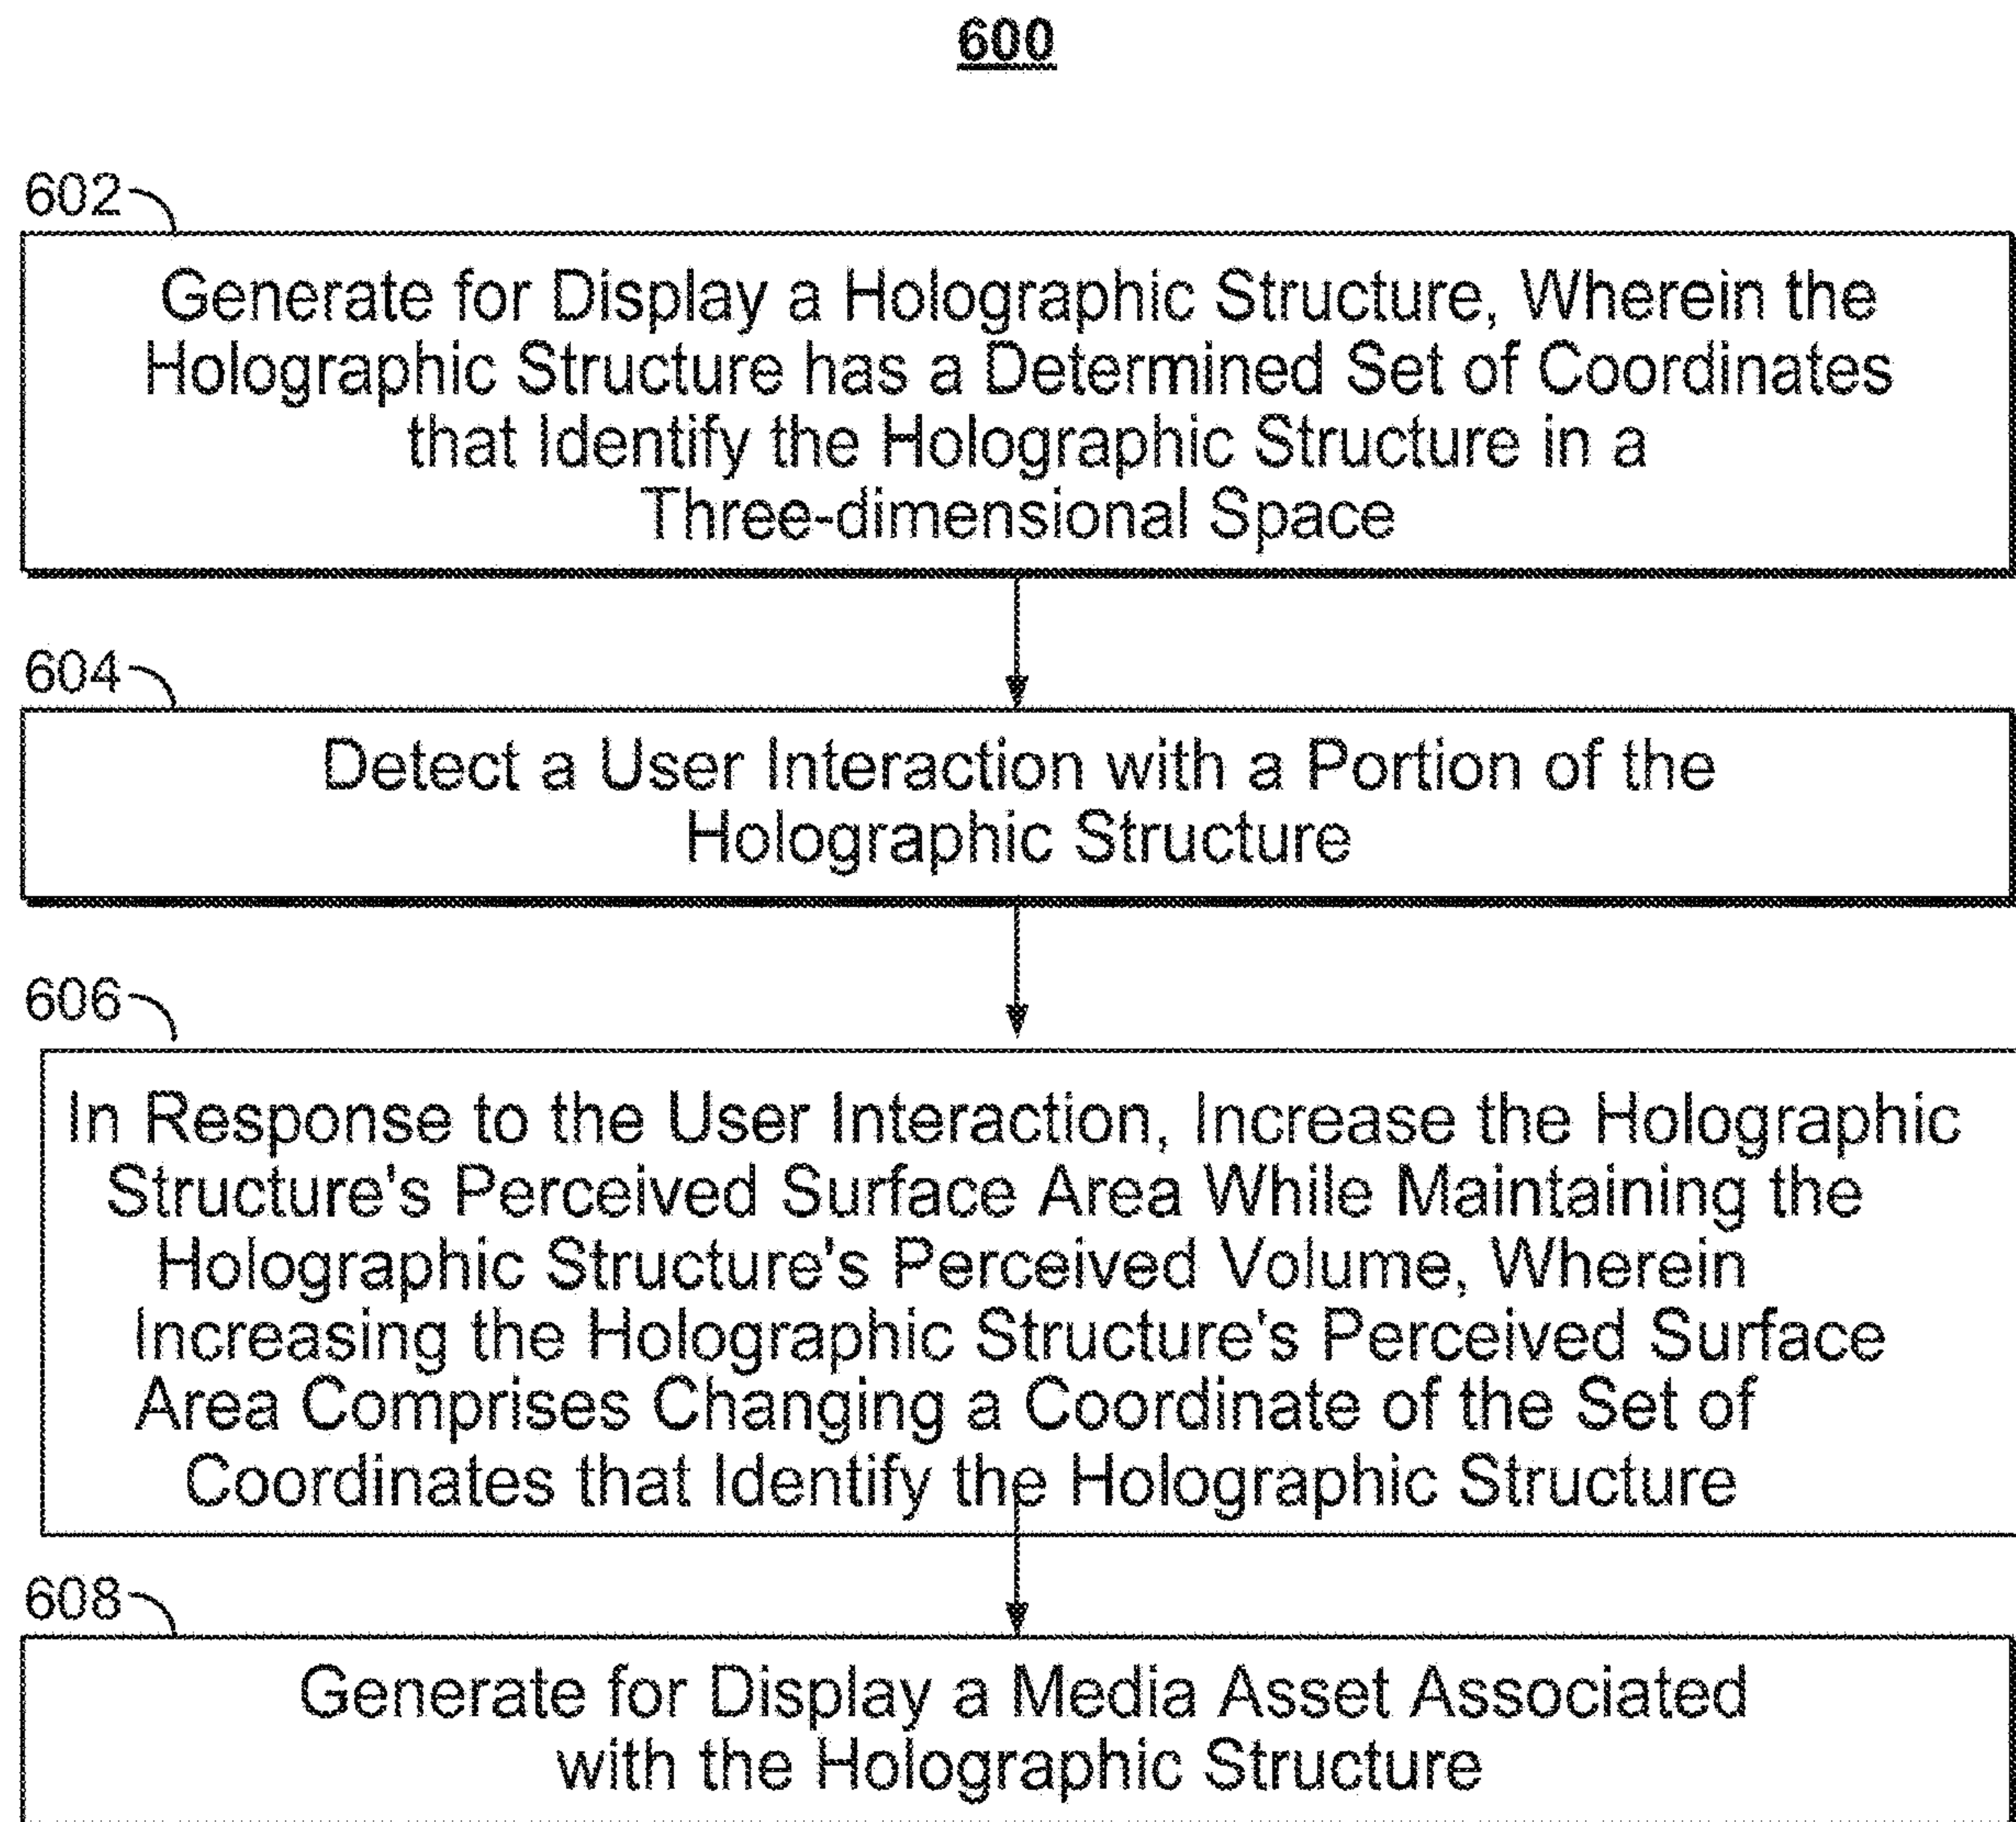 600
602
Generate for Display a Holographic Structure, Wherein the
Holographic Structure has a Determined Set of Coordinates
that Identify the Holographic Structure in a
Three-dimensional Space
604
Detect a User Interaction with a Portion of the
Holographic Structure
606
In Response to the User Interaction, Increase the Holographic
Structure's Perceived Surface Area While Maintaining the
Holographic Structure's Perceived Volume, Wherein
Increasing the Holographic Structure's Perceived Surface
Area Comprises Changing a Coordinate of the Set of
Coordinates that Identify the Holographic Structure
608
Generate for Display a Media Asset Associated
with the Holographic Structure